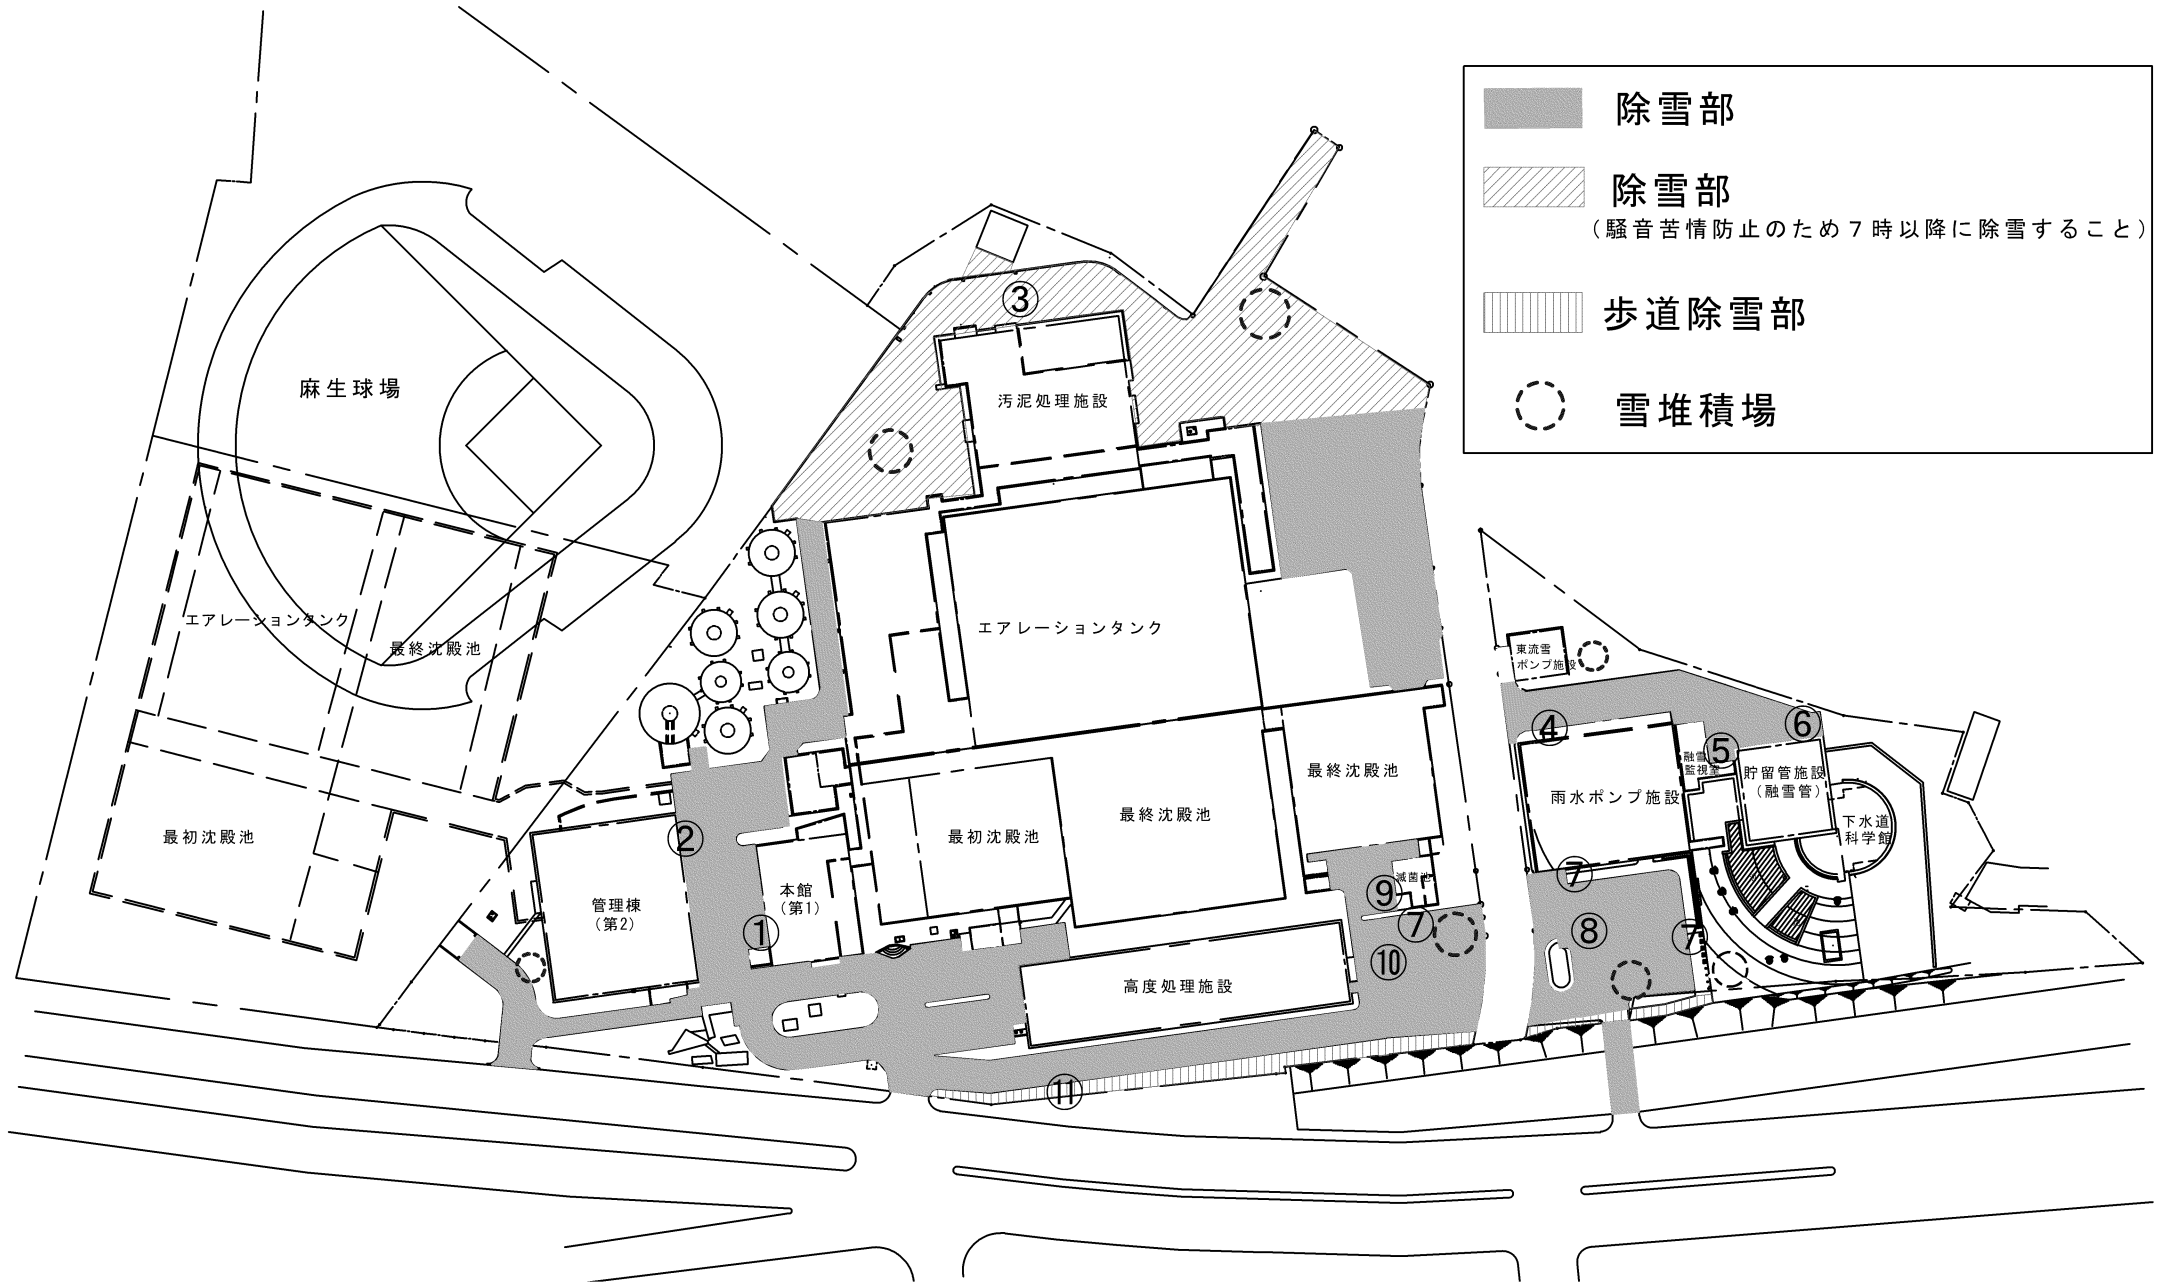 除雪部
除雪部
（騒音苦情防止のため７時以降に除雪すること）
歩道除雪部
雪堆積場
③
麻生球場
汚泥処理施設
エアレーションタンク
最終沈殿池
エアレーションタンク
東流雪
ポンプ施設
④
⑤
⑥
融雪
監視室
貯留管施設
（融雪管）
雨水ポンプ施設
下水道
科学館
最終沈殿池
最終沈殿池
最初沈殿池
最初沈殿池
②
本館
(第1)
管理棟
(第2)
①
⑦
滅菌池
⑨
⑦
⑧
⑦
⑩
高度処理施設
⑪